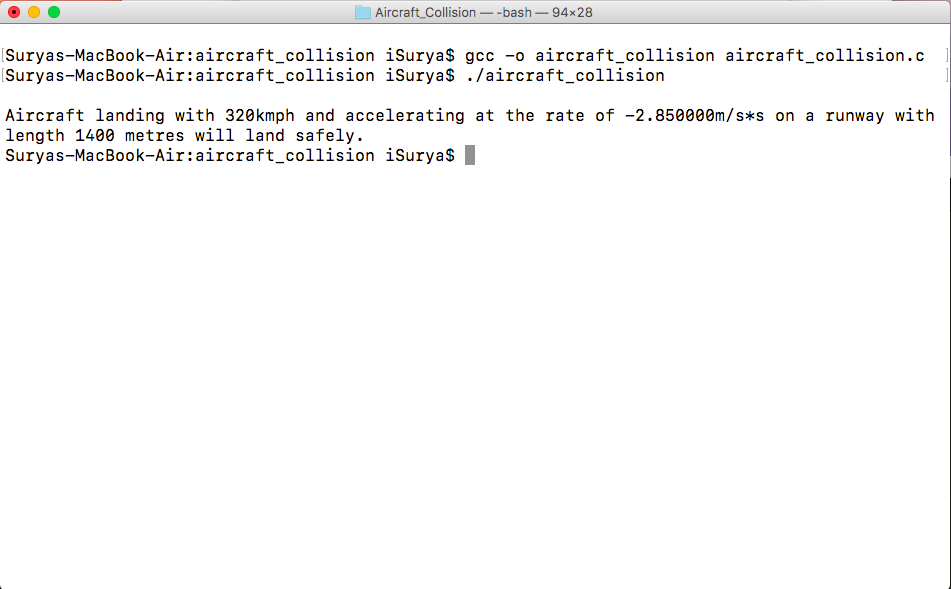 Aircraft_Collision — -bash — 94×28
[Suryas-MacBook-Air:aircraft_collision iSurya$ gcc -o aircraft_collision aircraft_collision.c ]
[Suryas-MacBook-Air:aircraft_collision iSurya$ ./aircraft_collision ]
Aircraft landing with 320kmph and accelerating at the rate of -2.850000m/s*s on a runway with
length 1400 metres will land safely.
Suryas-MacBook-Air:aircraft_collision iSurya$